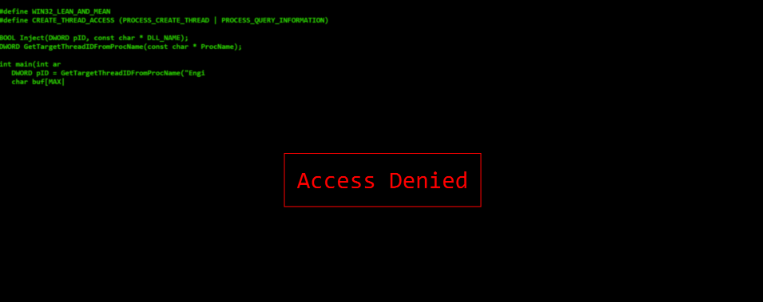 #define WIN32_LEAN_AND_MEAN
#define CREATE_THREAD_ACCESS (PROCESS_CREATE_THREAD | PROCESS_QUERY_INFORMATION)
BOOL Inject(DWORD pID, const char * DLL_NAME);
DWORD GetTargetThreadIDFromProcName(const char * ProcName);
int main(int ar
DWORD pID = GetTargetThreadIDFromProcName("Engi
char buf[MAX|
Access Denied